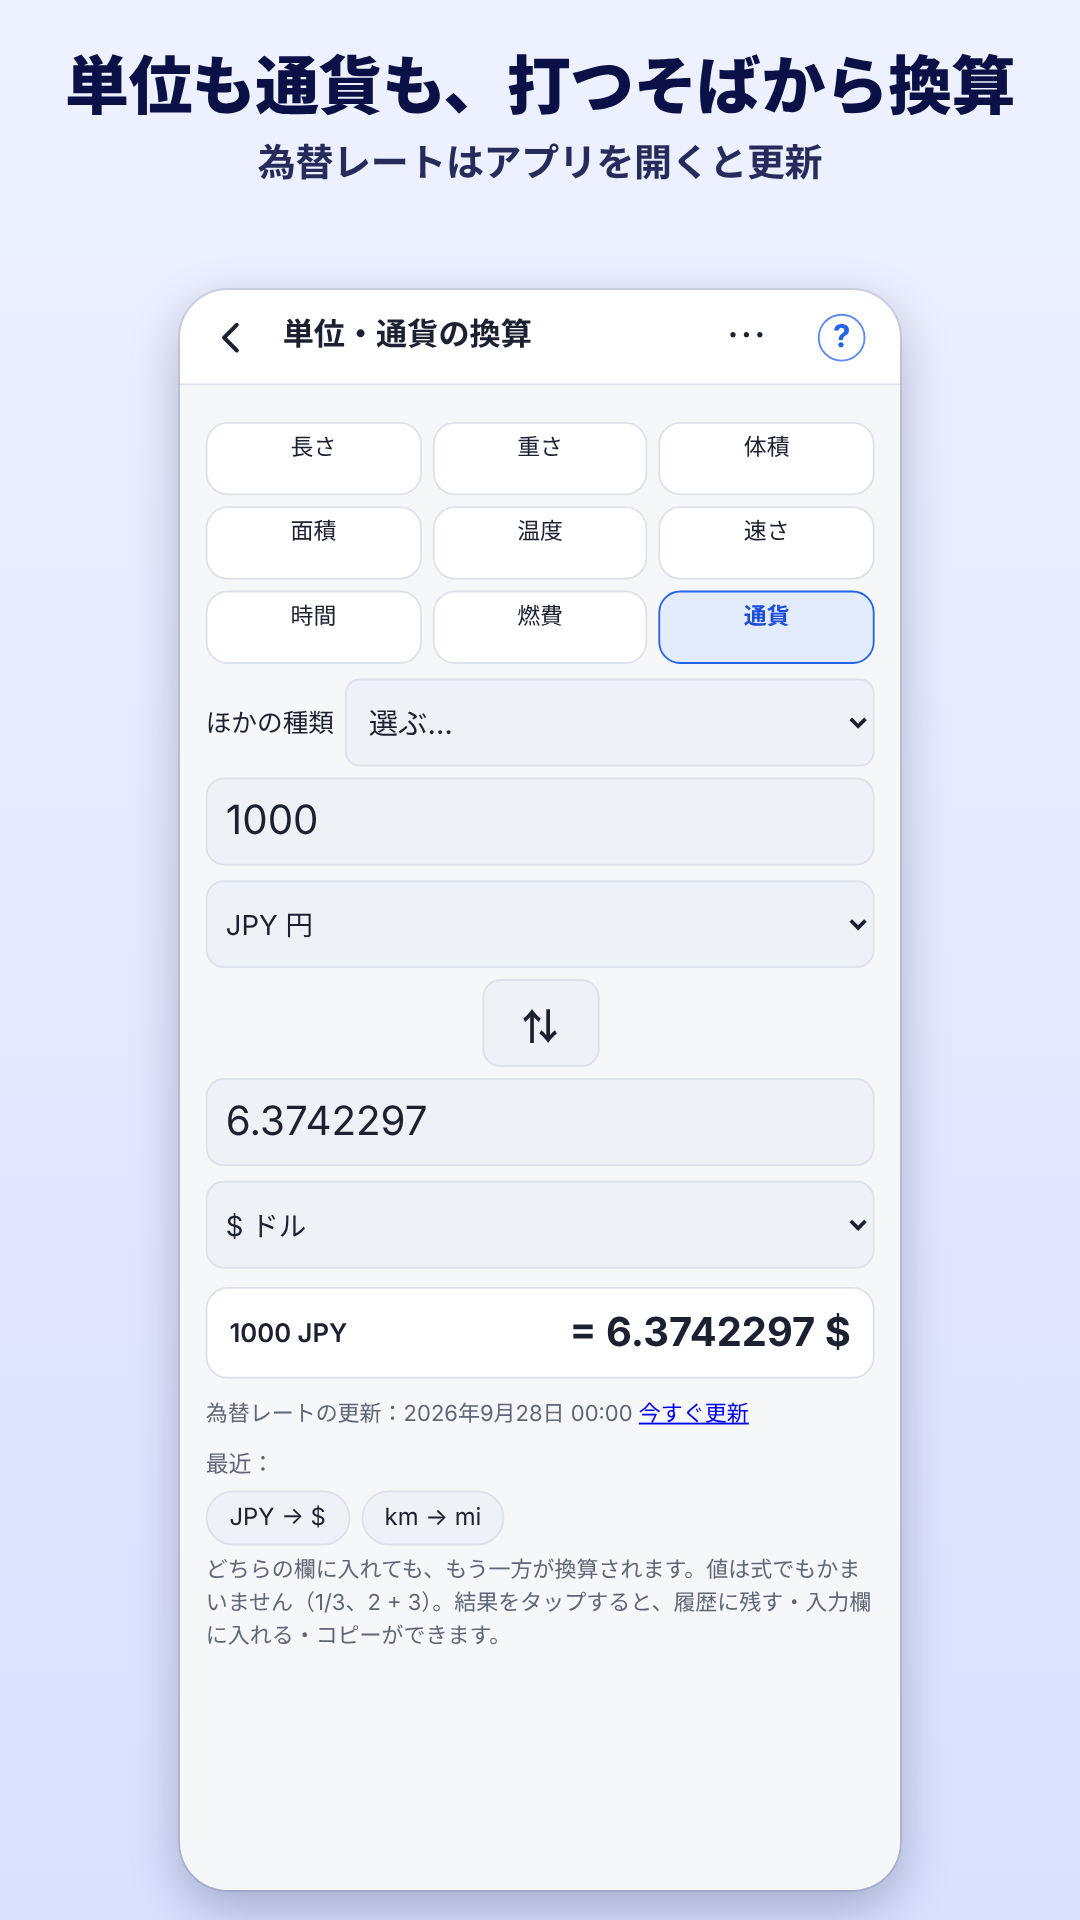 単位も通貨も、打つそばから換算
為替レートはアプリを開くと更新
単位・通貨の換算 … ?
長さ 重さ 体積
面積 温度 速さ
時間 燃費 通貨
ほかの種類 選ぶ…
1000
JPY 円
⇅
6.3742297
$ ドル
1000 JPY = 6.3742297 $
為替レートの更新：2026年9月28日 00:00 今すぐ更新
最近：
JPY → $ km → mi
どちらの欄に入れても、もう一方が換算されます。値は式でもかま
いません（1/3、2 + 3）。結果をタップすると、履歴に残す・入力欄
に入れる・コピーができます。